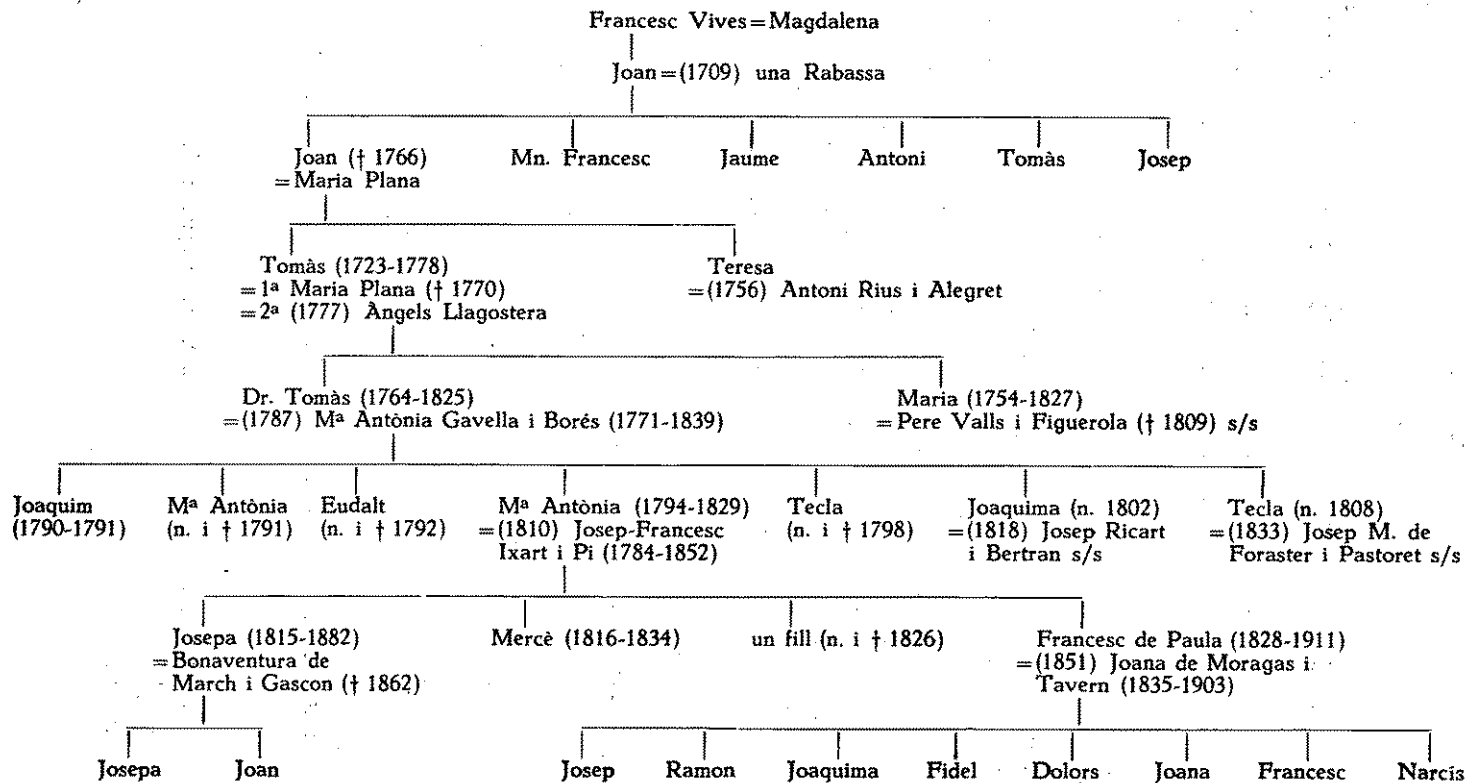 Francesc Vives=Magdalena
Joan=(1709) una Rabassa
Joan († 1766)
=Maria Plana
Mn. Francesc
Jaume
Antoni
Tomàs
Josep
Tomàs (1723-1778)
=1ª Maria Plana († 1770)
=2ª (1777) Àngels Llagostera
Teresa
=(1756) Antoni Rius i Alegret
Dr. Tomàs (1764-1825)
=(1787) Mª Antònia Gavella i Borés (1771-1839)
Maria (1754-1827)
=Pere Valls i Figuerola († 1809) s/s
Joaquim
(1790-1791)
Mª Antònia
(n. i † 1791)
Eudalt
(n. i † 1792)
Mª Antònia (1794-1829)
=(1810) Josep-Francesc
Ixart i Pi (1784-1852)
Tecla
(n. i † 1798)
Joaquima (n. 1802)
=(1818) Josep Ricart
i Bertran s/s
Tecla (n. 1808)
=(1833) Josep M. de
Foraster i Pastoret s/s
Josepa (1815-1882)
=Bonaventura de
March i Gascon († 1862)
Mercè (1816-1834)
un fill (n. i † 1826)
Francesc de Paula (1828-1911)
=(1851) Joana de Moragas i
Tavern (1835-1903)
Josepa
Joan
Josep
Ramon
Joaquima
Fidel
Dolors
Joana
Francesc
Narcís